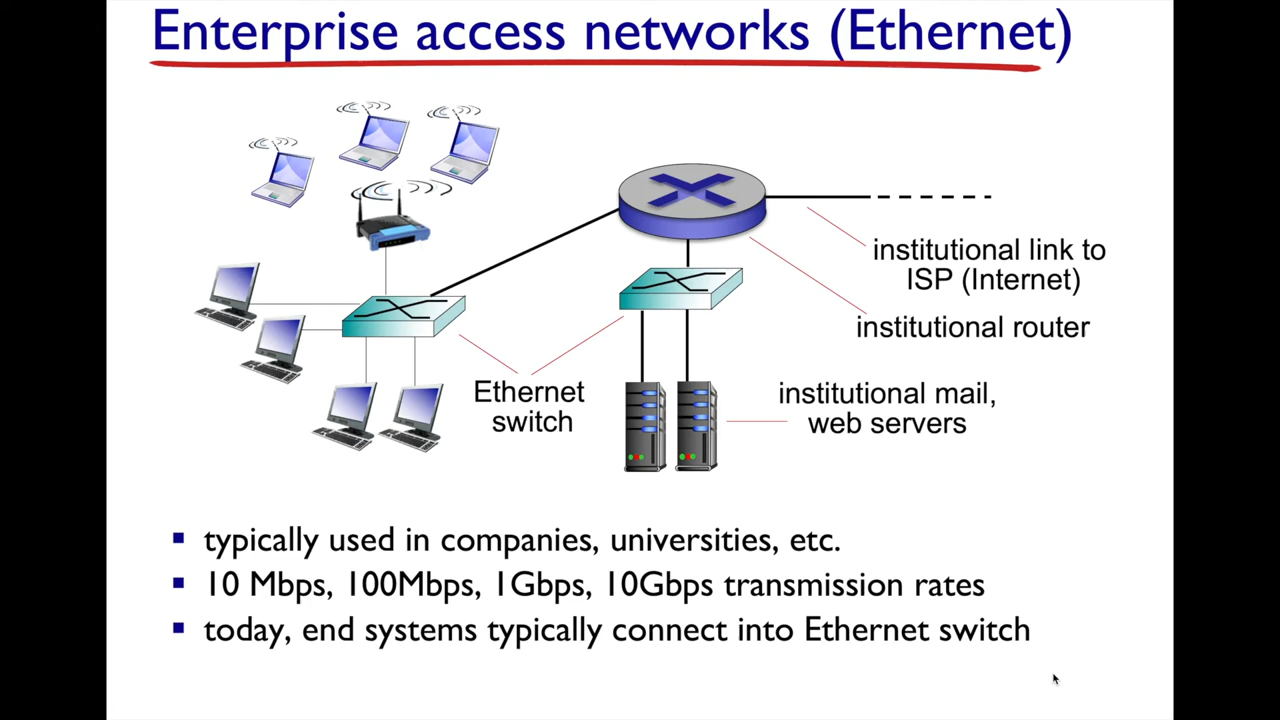 Enterprise access networks (Ethernet)
institutional link to
ISP (Internet)
institutional router
Ethernet
switch
institutional mail,
web servers
typically used in companies, universities, etc.
10 Mbps, 100Mbps, 1Gbps, 10Gbps transmission rates
today, end systems typically connect into Ethernet switch